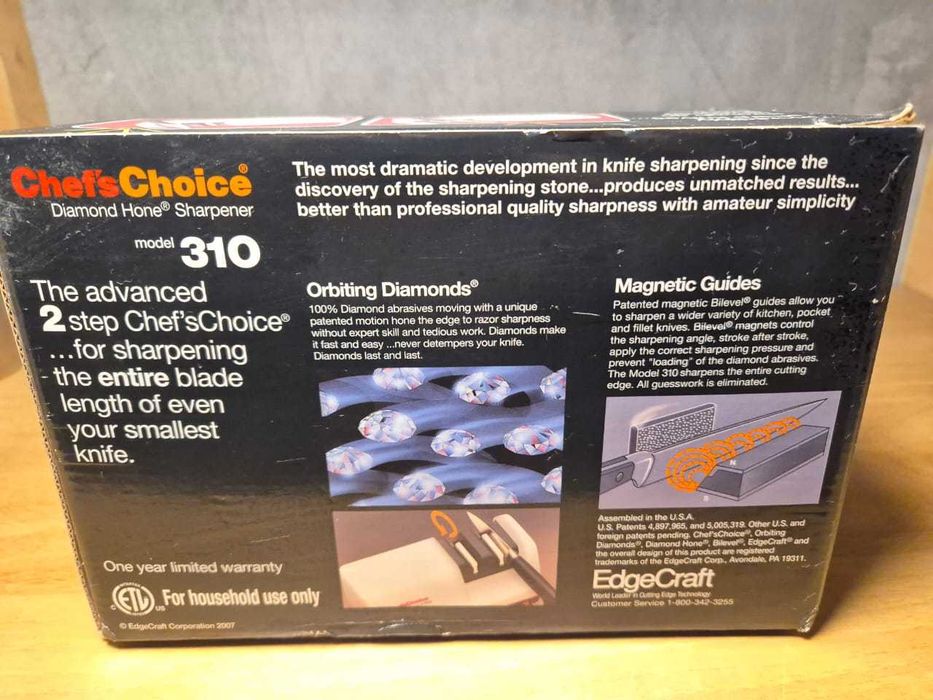 Chef'sChoice®
Diamond Hone® Sharpener
model 310
The advanced
2 step Chef'sChoice®
...for sharpening
the entire blade
length of even
your smallest
knife.
One year limited warranty
C ETL US For household use only
© EdgeCraft Corporation 2007
The most dramatic development in knife sharpening since the
discovery of the sharpening stone...produces unmatched results...
better than professional quality sharpness with amateur simplicity
Orbiting Diamonds®
100% Diamond abrasives moving with a unique
patented motion hone the edge to razor sharpness
without expert skill and tedious work. Diamonds make
it fast and easy ...never detempers your knife.
Diamonds last and last.
Magnetic Guides
Patented magnetic Bilevel® guides allow you
to sharpen a wider variety of kitchen, pocket
and fillet knives. Bilevel® magnets control
the sharpening angle, stroke after stroke,
apply the correct sharpening pressure and
prevent "loading" of the diamond abrasives.
The Model 310 sharpens the entire cutting
edge. All guesswork is eliminated.
N
S
Assembled in the U.S.A.
U.S. Patents 4,897,965, and 5,005,319. Other U.S. and
foreign patents pending. Chef'sChoice®, Orbiting
Diamonds®, Diamond Hone®, Bilevel®, EdgeCraft® and
the overall design of this product are registered
trademarks of the EdgeCraft Corp., Avondale, PA 19311.
EdgeCraft
World Leader in Cutting Edge Technology
Customer Service 1-800-342-3255